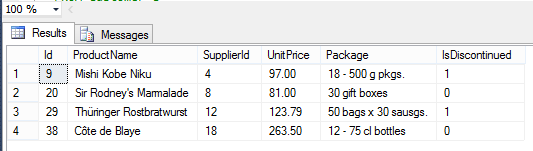 100 %
Results Messages
Id ProductName SupplierId UnitPrice Package IsDiscontinued
1 9 Mishi Kobe Niku 4 97.00 18 - 500 g pkgs. 1
2 20 Sir Rodney's Marmalade 8 81.00 30 gift boxes 0
3 29 Thüringer Rostbratwurst 12 123.79 50 bags x 30 sausgs. 1
4 38 Côte de Blaye 18 263.50 12 - 75 cl bottles 0